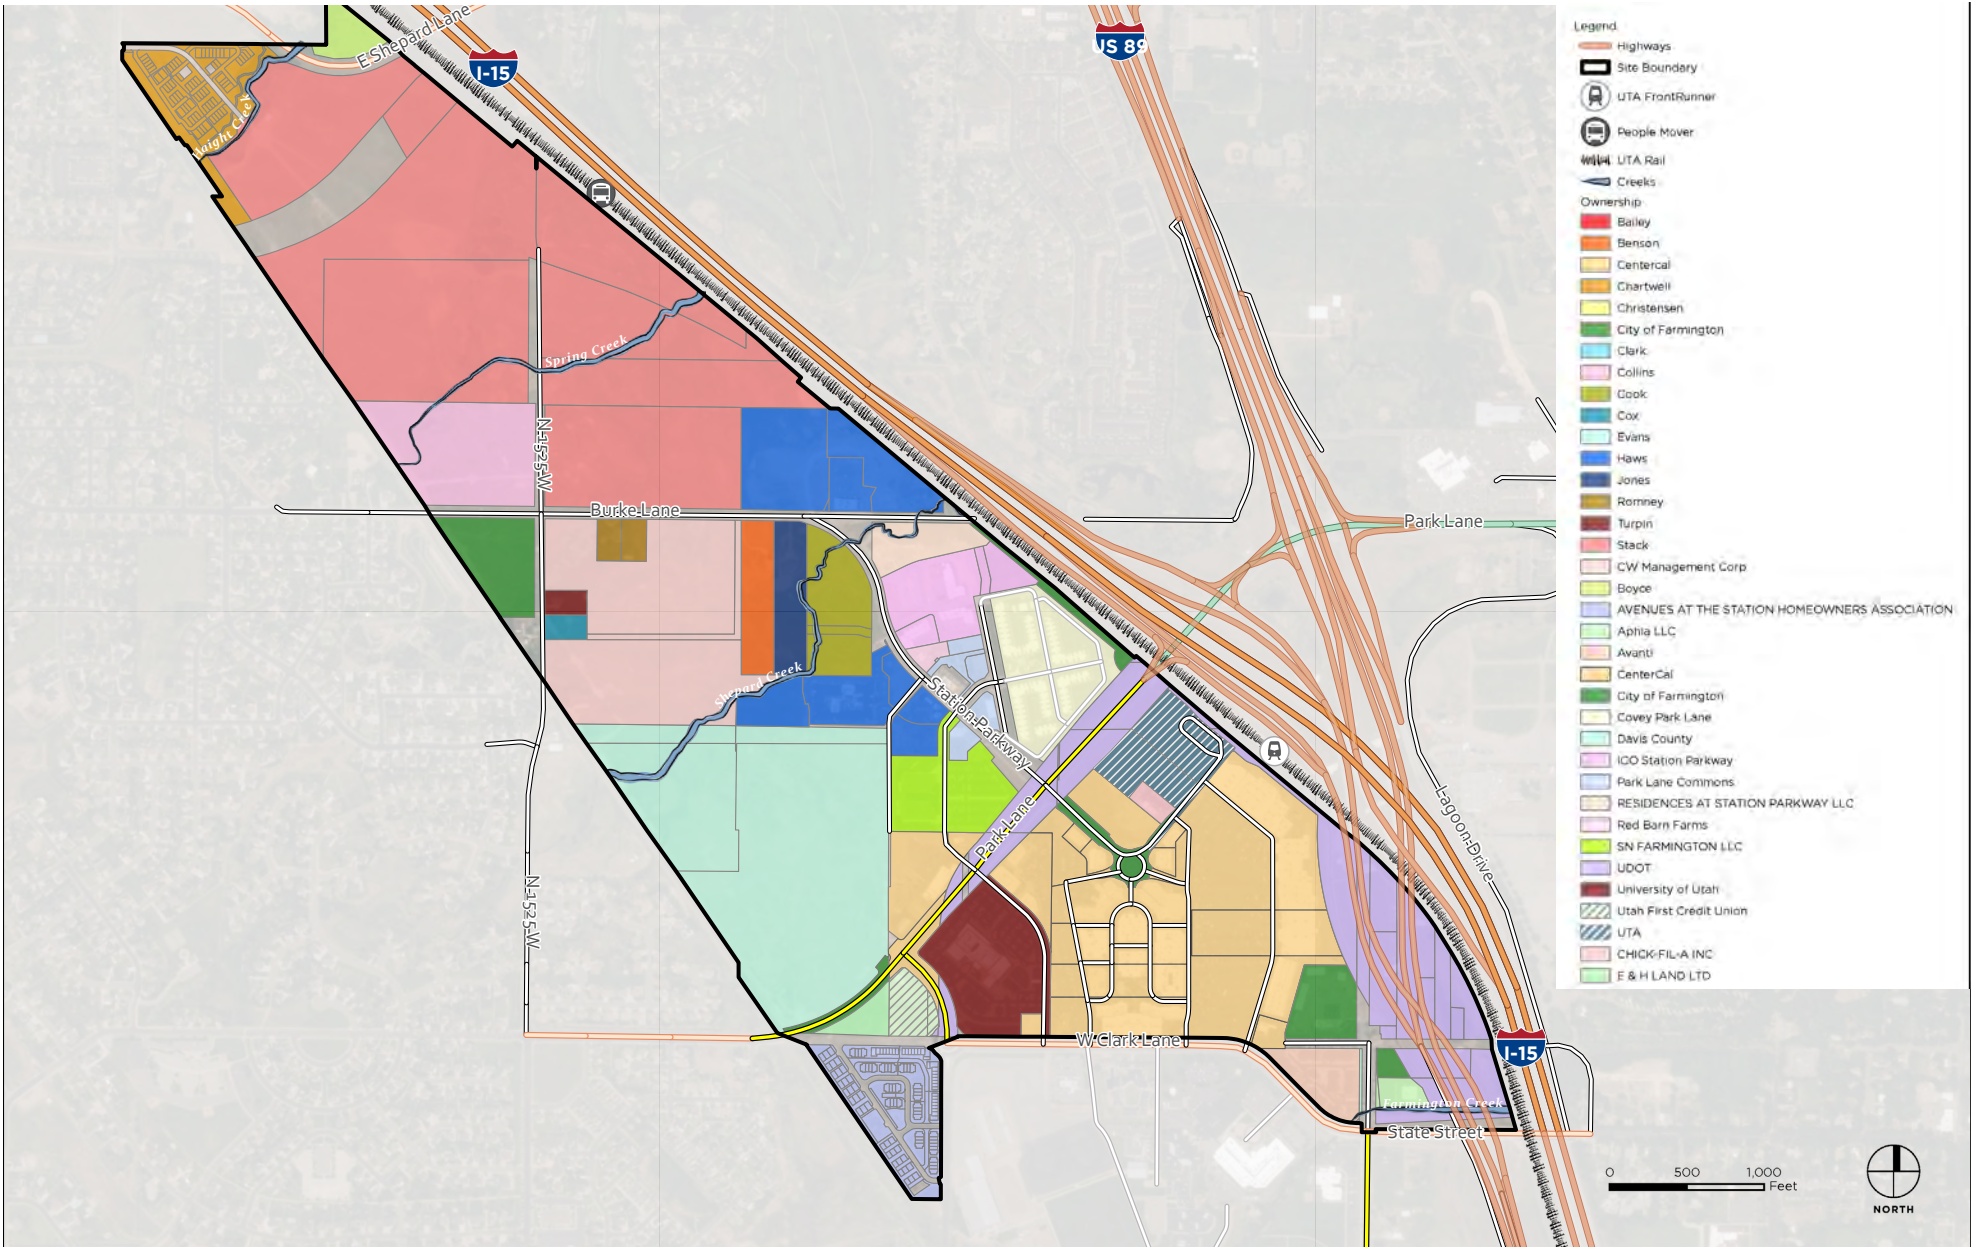 E Shepard Lane
I-15
US 89
Haight Creek
Spring Creek
N 1525 W
Burke Lane
Park Lane
Shepard Creek
Station Parkway
Park Lane
Lagoon Drive
N 1525 W
W Clark Lane
I-15
Farmington Creek
State Street
Legend
Highways
Site Boundary
UTA FrontRunner
People Mover
UTA Rail
Creeks
Ownership
Bailey
Benson
Centercal
Chartwell
Christensen
City of Farmington
Clark
Collins
Cook
Cox
Evans
Haws
Jones
Romney
Turpin
Stack
CW Management Corp
Boyce
AVENUES AT THE STATION HOMEOWNERS ASSOCIATION
Aphia LLC
Avanti
CenterCal
City of Farmington
Covey Park Lane
Davis County
ICO Station Parkway
Park Lane Commons
RESIDENCES AT STATION PARKWAY LLC
Red Barn Farms
SN FARMINGTON LLC
UDOT
University of Utah
Utah First Credit Union
UTA
CHICK-FIL-A INC
E & H LAND LTD
0 500 1,000
Feet
NORTH